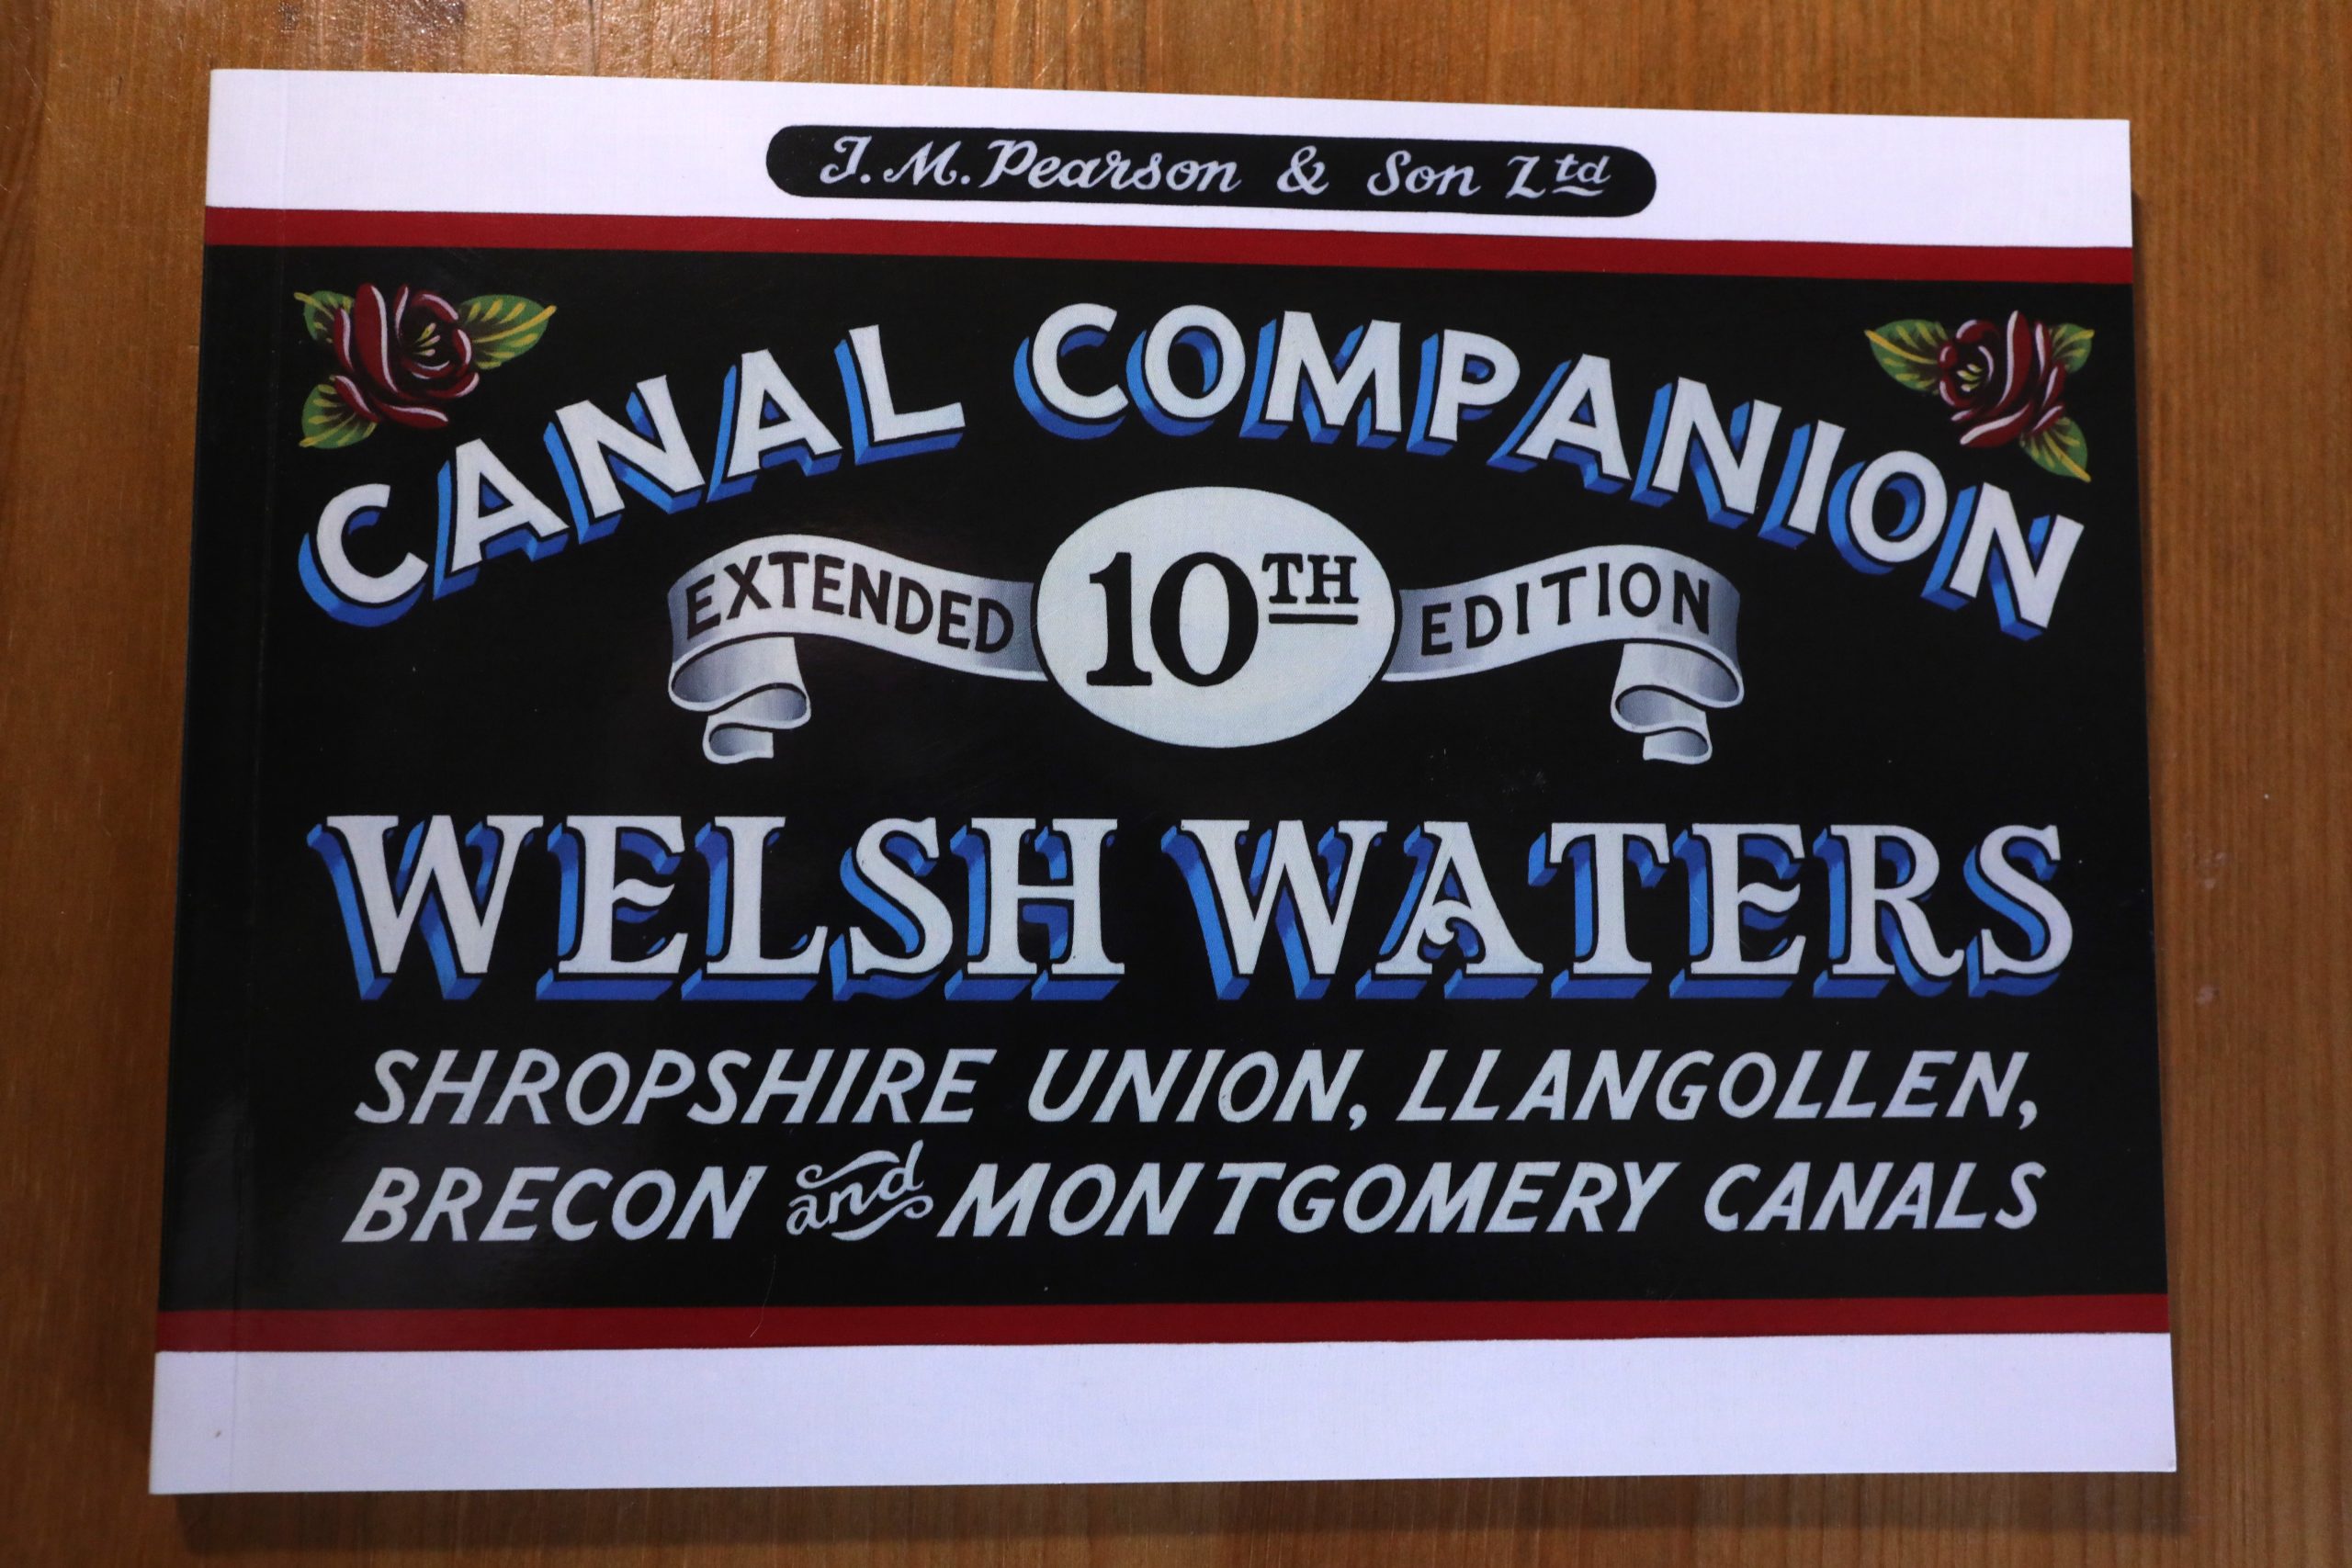 J. M. Pearson & Son Ltd
CANAL COMPANION
EXTENDED 10TH EDITION
WELSH WATERS
SHROPSHIRE UNION, LLANGOLLEN,
BRECON and MONTGOMERY CANALS